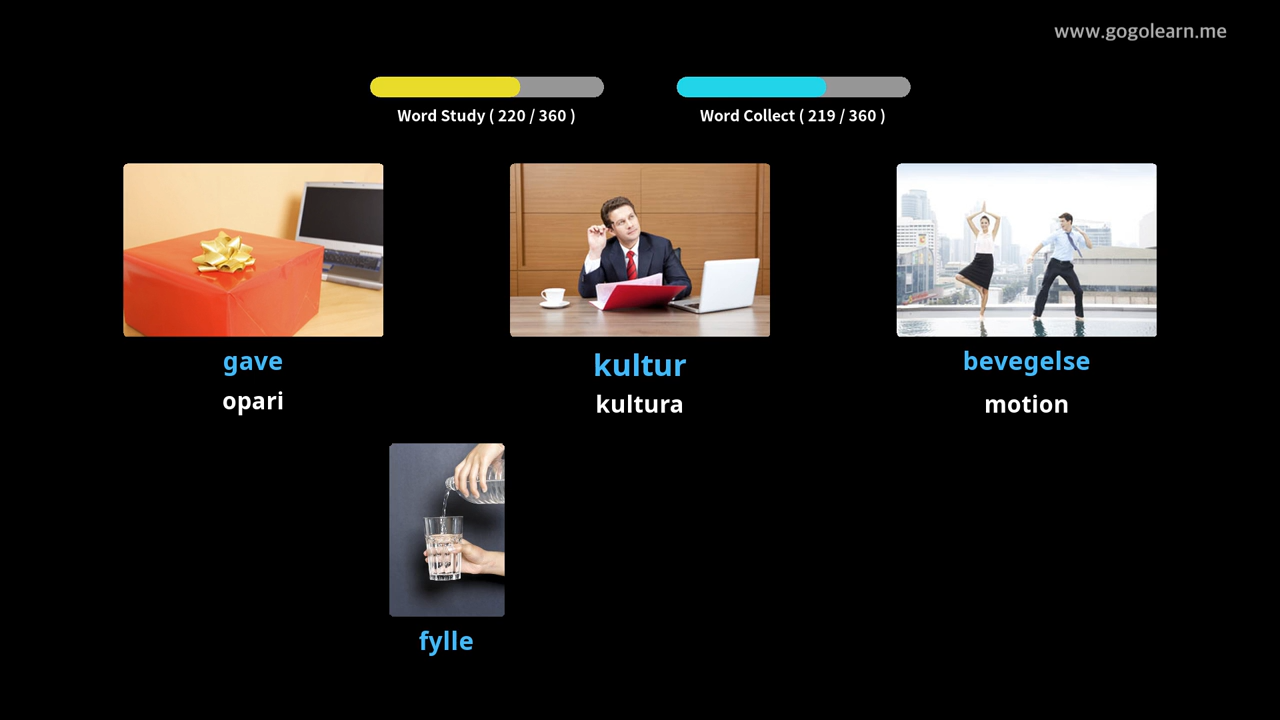 www.gogolearn.me
Word Study ( 220 / 360 )
Word Collect ( 219 / 360 )
gave
opari
kultur
kultura
bevegelse
motion
fylle